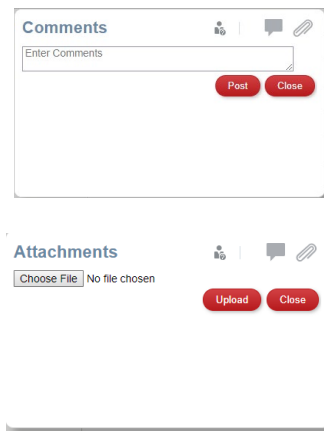 Comments
Enter Comments
Post Close
Attachments
Choose File No file chosen
Upload Close